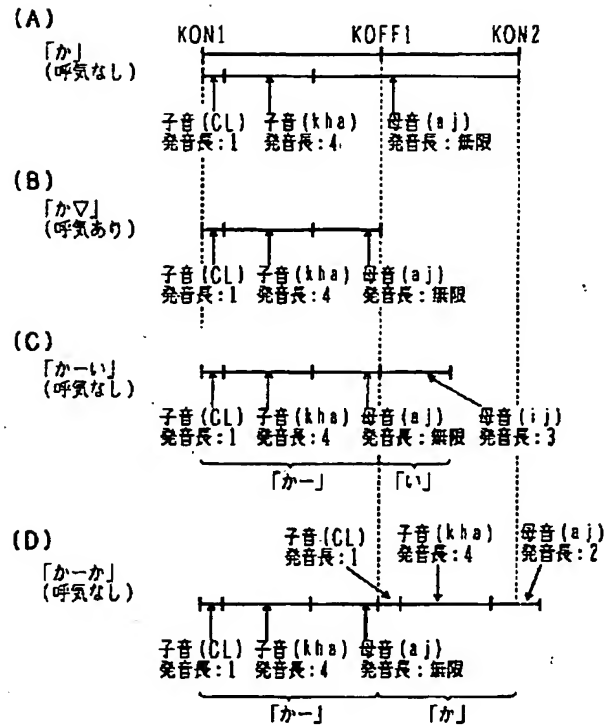 (A)
KON1 KOFF1 KON2
「か」
(呼気なし)
子音(CL) 子音(kha) 母音(aj)
発音長:1 発音長:4 発音長:無限
(B)
「か▽」
(呼気あり)
子音(CL) 子音(kha) 母音(aj)
発音長:1 発音長:4 発音長:無限
(C)
「かーい」
(呼気なし)
子音(CL) 子音(kha) 母音(aj) 母音(ij)
発音長:1 発音長:4 発音長:無限 発音長:3
「かー」 「い」
(D)
子音(CL) 子音(kha) 母音(aj)
発音長:1 発音長:4 発音長:2
「かーか」
(呼気なし)
子音(CL) 子音(kha) 母音(aj)
発音長:1 発音長:4 発音長:無限
「かー」 「か」